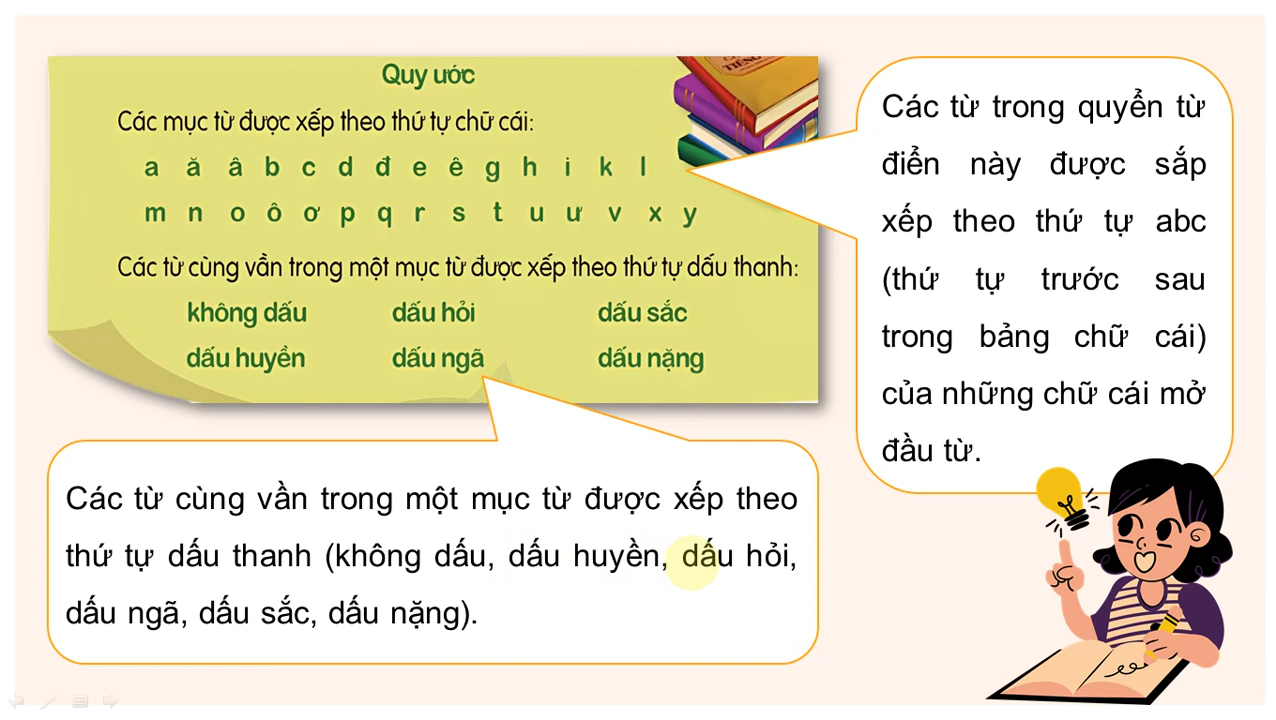 Quy ước
Các mục từ được xếp theo thứ tự chữ cái:
a ă â b c d đ e ê g h i k l
m n o ô ơ p q r s t u ư v x y
Các từ cùng vần trong một mục từ được xếp theo thứ tự dấu thanh:
không dấu dấu hỏi dấu sắc
dấu huyền dấu ngã dấu nặng
Các từ trong quyển từ
điển này được sắp
xếp theo thứ tự abc
(thứ tự trước sau
trong bảng chữ cái)
của những chữ cái mở
đầu từ.
Các từ cùng vần trong một mục từ được xếp theo
thứ tự dấu thanh (không dấu, dấu huyền, dấu hỏi,
dấu ngã, dấu sắc, dấu nặng).